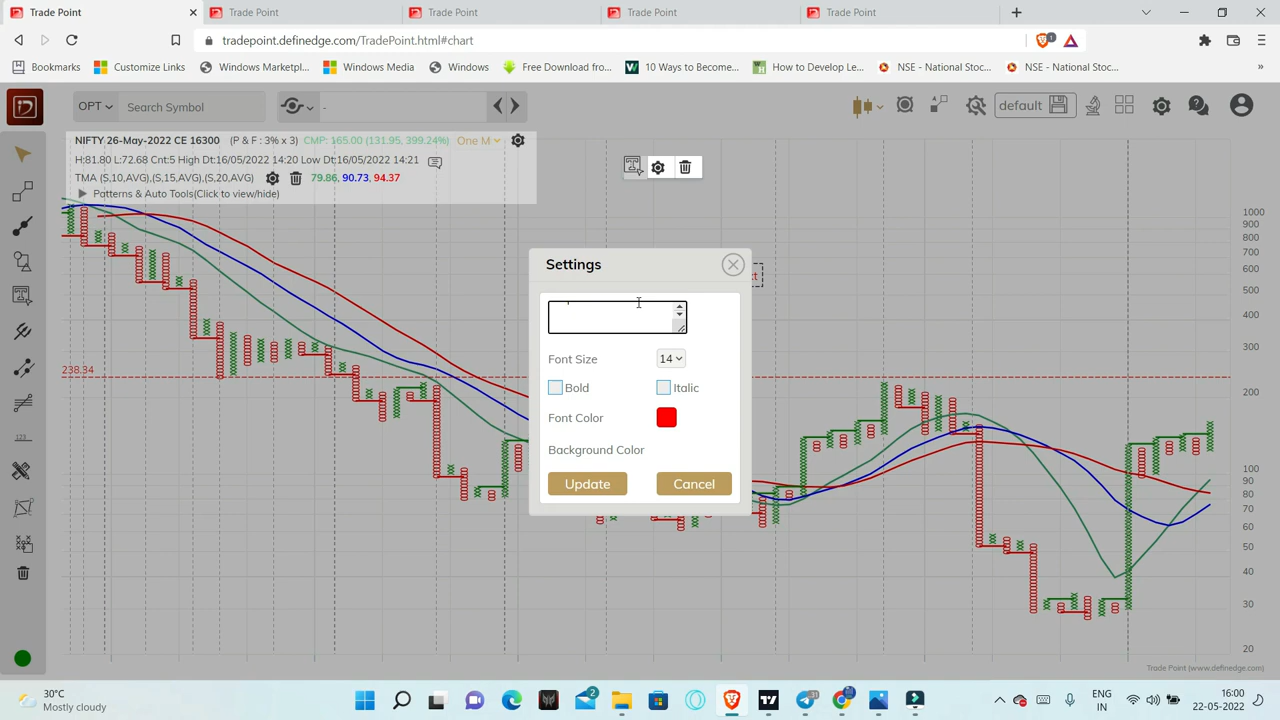 Trade Point
Trade Point
Trade Point
Trade Point
Trade Point
tradepoint.definedge.com/TradePoint.html#chart
1
Bookmarks
Customize Links
Windows Marketpl...
Windows Media
Windows
Free Download fro...
10 Ways to Become...
How to Develop Le...
NSE - National Stoc...
NSE - National Stoc...
»
OPT
Search Symbol
-
default
NIFTY 26-May-2022 CE 16300 (P & F : 3% x 3) CMP: 165.00 (131.95, 399.24%) One M
H:81.80 L:72.68 Cnt:5 High Dt:16/05/2022 14:20 Low Dt:16/05/2022 14:21
TMA (S,10,AVG),(S,15,AVG),(S,20,AVG) 79.86, 90.73, 94.37
Patterns & Auto Tools(Click to view/hide)
Settings
Font Size
14
Bold
Italic
Font Color
Background Color
Update
Cancel
238.34
123
1000
900
800
700
600
500
400
300
200
100
90
80
70
60
50
40
30
20
Trade Point (www.definedge.com)
30°C
Mostly cloudy
2
31
ENG
IN
16:00
22-05-2022